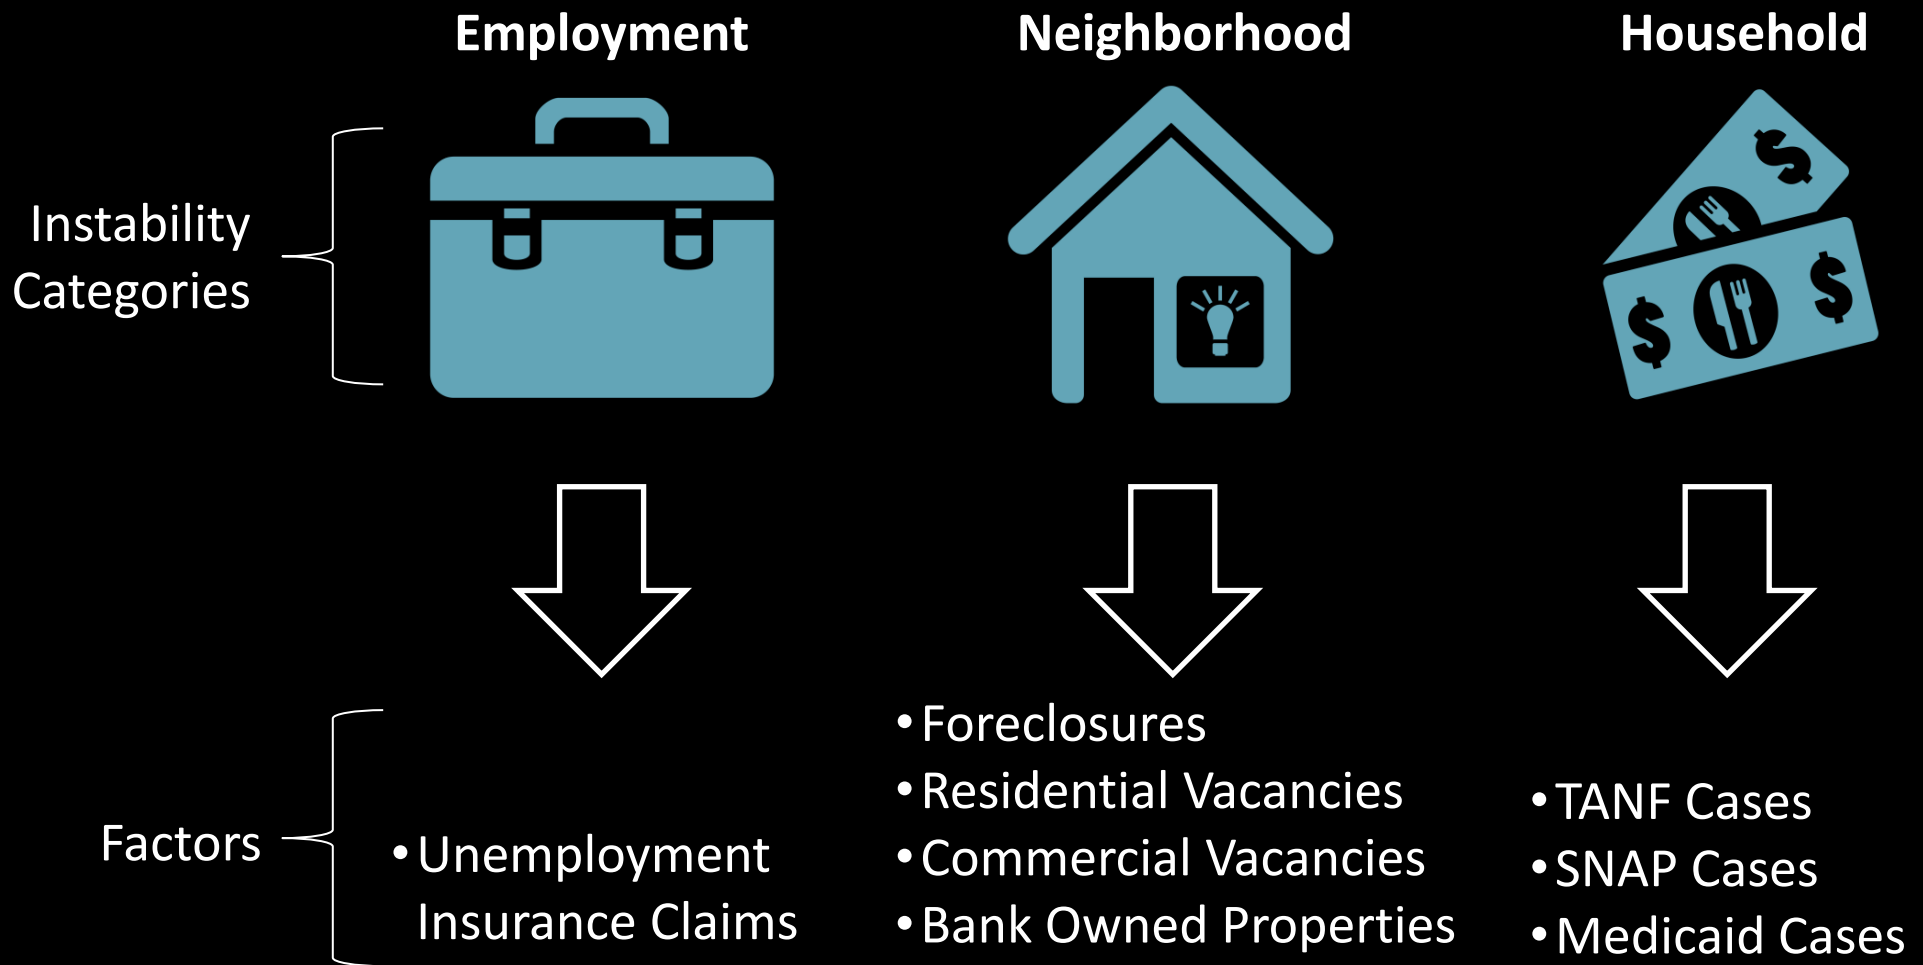 Employment
Neighborhood
Household
Instability
Categories
$
$
$
Factors
• Unemployment
Insurance Claims
• Foreclosures
• Residential Vacancies
• Commercial Vacancies
• Bank Owned Properties
• TANF Cases
• SNAP Cases
• Medicaid Cases